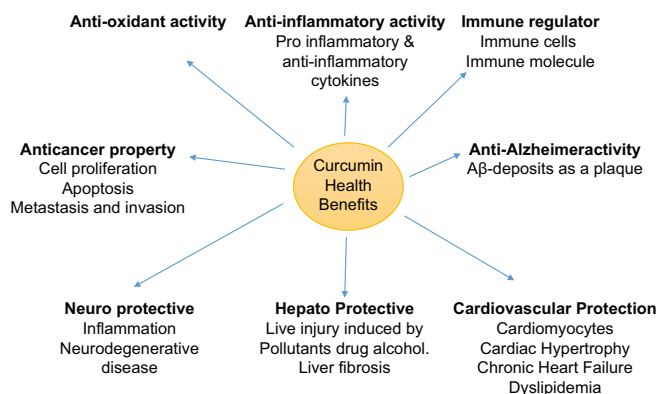 Anti-oxidant activity
Anti-inflammatory activity
Pro inflammatory &
anti-inflammatory
cytokines
Immune regulator
Immune cells
Immune molecule
Anticancer property
Cell proliferation
Apoptosis
Metastasis and invasion
Curcumin
Health
Benefits
Anti-Alzheimeractivity
Aβ-deposits as a plaque
Neuro protective
Inflammation
Neurodegenerative
disease
Hepato Protective
Live injury induced by
Pollutants drug alcohol.
Liver fibrosis
Cardiovascular Protection
Cardiomyocytes
Cardiac Hypertrophy
Chronic Heart Failure
Dyslipidemia